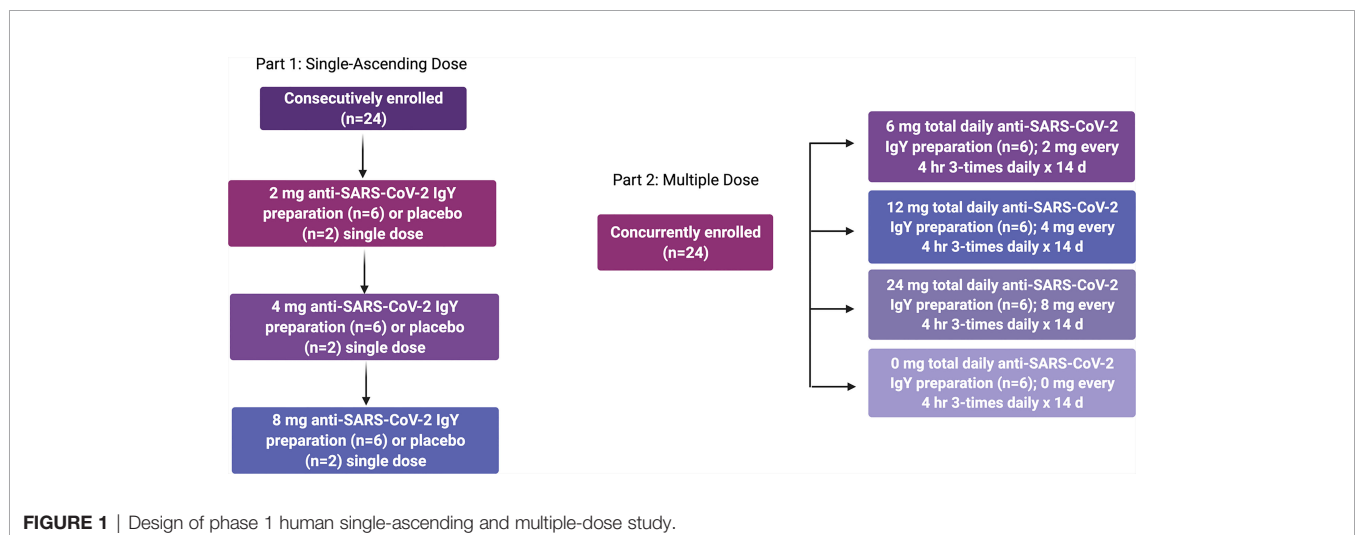 Part 1: Single-Ascending Dose
Consecutively enrolled
(n=24)
2 mg anti-SARS-CoV-2 IgY
preparation (n=6) or placebo
(n=2) single dose
4 mg anti-SARS-CoV-2 IgY
preparation (n=6) or placebo
(n=2) single dose
8 mg anti-SARS-CoV-2 IgY
preparation (n=6) or placebo
(n=2) single dose
Part 2: Multiple Dose
Concurrently enrolled
(n=24)
6 mg total daily anti-SARS-CoV-2
IgY preparation (n=6); 2 mg every
4 hr 3-times daily x 14 d
12 mg total daily anti-SARS-CoV-2
IgY preparation (n=6); 4 mg every
4 hr 3-times daily x 14 d
24 mg total daily anti-SARS-CoV-2
IgY preparation (n=6); 8 mg every
4 hr 3-times daily x 14 d
0 mg total daily anti-SARS-CoV-2
IgY preparation (n=6); 0 mg every
4 hr 3-times daily x 14 d
FIGURE 1 | Design of phase 1 human single-ascending and multiple-dose study.